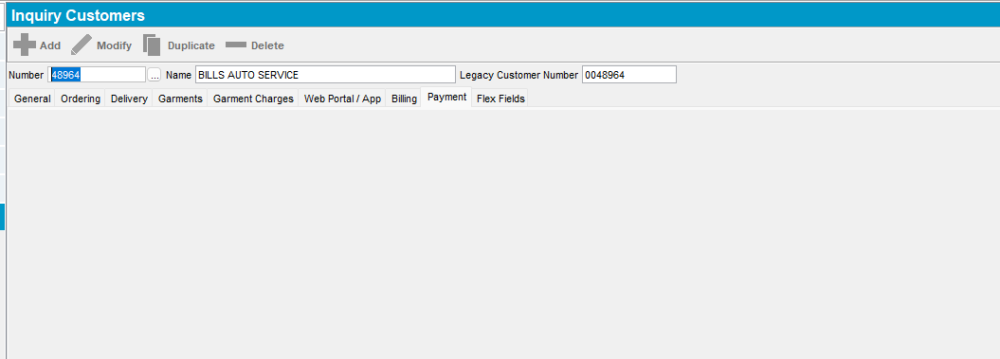 Inquiry Customers
Add Modify Duplicate Delete
Number 48964 ... Name BILLS AUTO SERVICE Legacy Customer Number 0048964
General Ordering Delivery Garments Garment Charges Web Portal / App Billing Payment Flex Fields